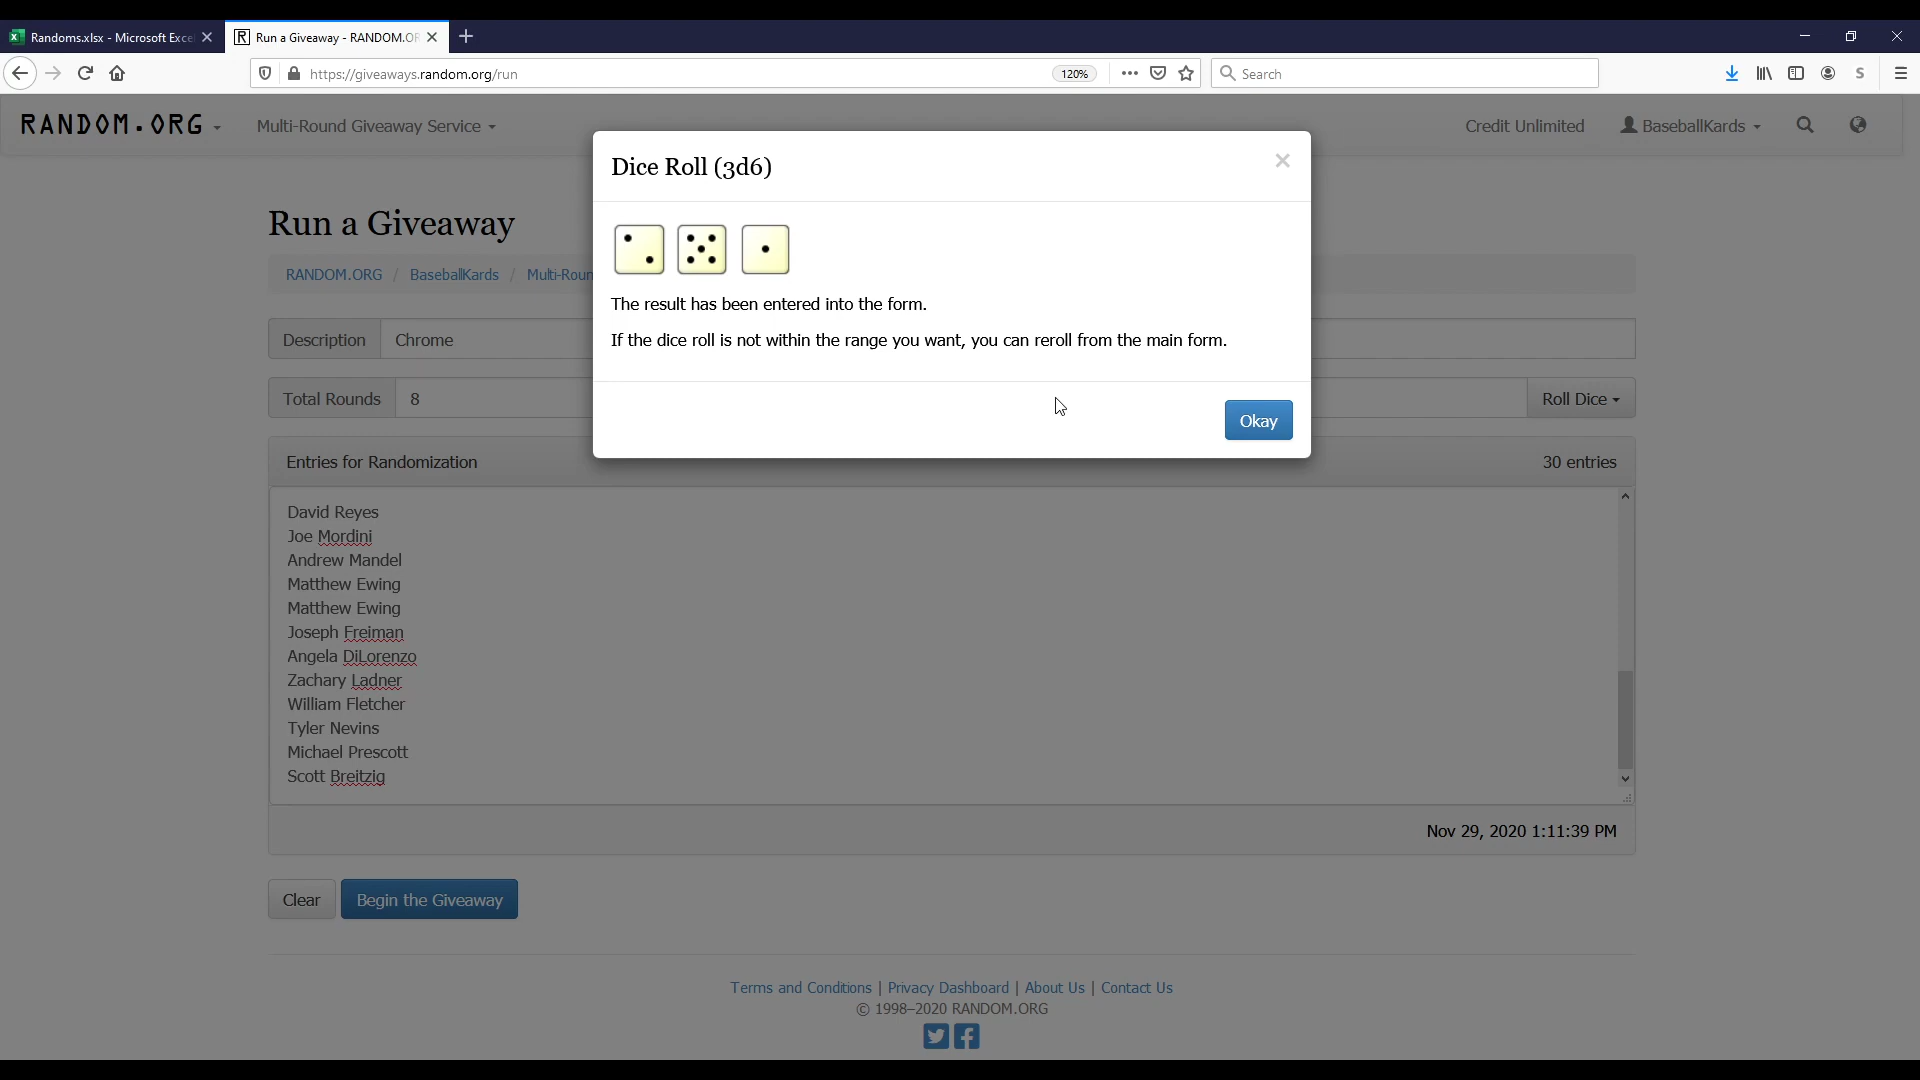 Randoms.xlsx - Microsoft Exce
Run a Giveaway - RANDOM.OR
https://giveaways.random.org/run
120%
Search
S
RANDOM.ORG
Multi-Round Giveaway Service
Credit Unlimited
BaseballKards
Dice Roll (3d6)
×
Run a Giveaway
RANDOM.ORG / BaseballKards / Multi-Roun
The result has been entered into the form.
If the dice roll is not within the range you want, you can reroll from the main form.
Okay
Description
Chrome
Total Rounds
8
Roll Dice
Entries for Randomization
30 entries
David Reyes
Joe Mordini
Andrew Mandel
Matthew Ewing
Matthew Ewing
Joseph Freiman
Angela DiLorenzo
Zachary Ladner
William Fletcher
Tyler Nevins
Michael Prescott
Scott Breitzig
Nov 29, 2020 1:11:39 PM
Clear
Begin the Giveaway
Terms and Conditions | Privacy Dashboard | About Us | Contact Us
© 1998–2020 RANDOM.ORG